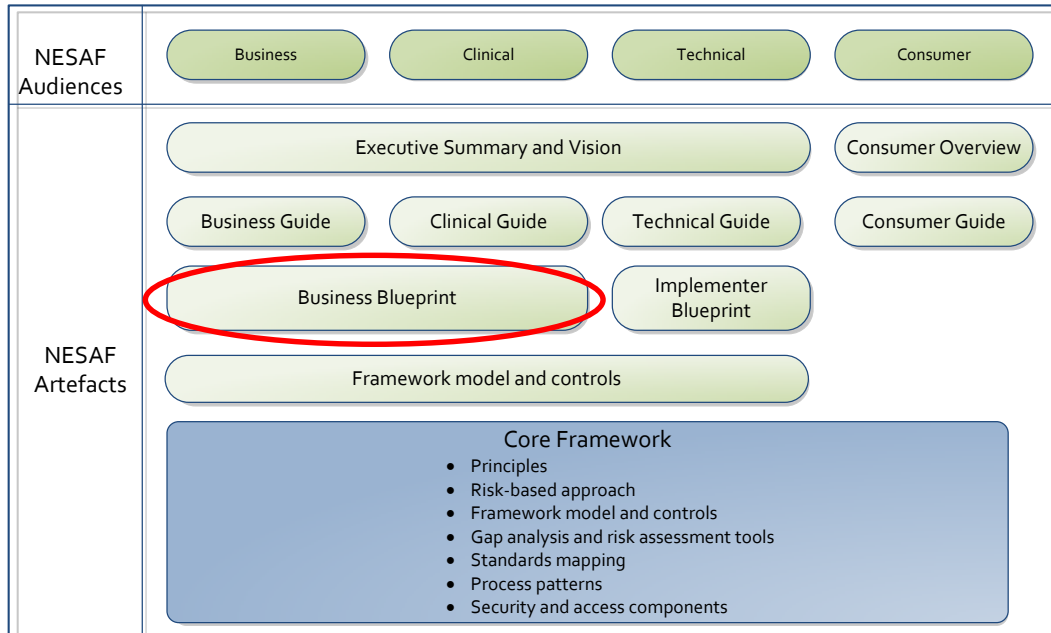 NESAF
Audiences
Business
Clinical
Technical
Consumer
NESAF
Artefacts
Executive Summary and Vision
Consumer Overview
Business Guide
Clinical Guide
Technical Guide
Consumer Guide
Business Blueprint
Implementer
Blueprint
Framework model and controls
Core Framework
• Principles
• Risk-based approach
• Framework model and controls
• Gap analysis and risk assessment tools
• Standards mapping
• Process patterns
• Security and access components